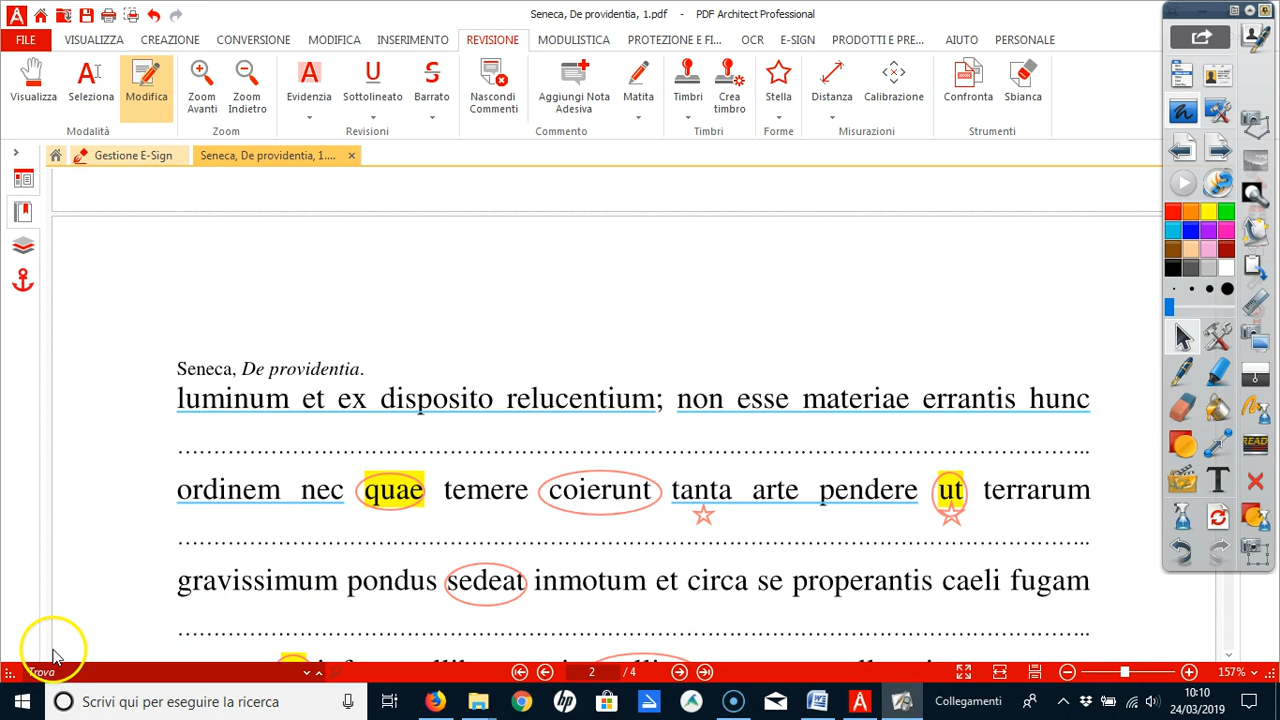 Seneca, De providentia, 1.pdf - PDF Architect Professional
FILE VISUALIZZA CREAZIONE CONVERSIONE MODIFICA INSERIMENTO REVISIONE MODULISTICA PROTEZIONE E FI... OCR E-SIGN PRODOTTI E PRE... AIUTO PERSONALE
Visualizza Seleziona Modifica Zoom Avanti Zoom Indietro Evidenzia Sottolineato Barrato Nascondi Commenti Aggiungi Nota Adesiva Matita Timbri Crea timbro Stella Distanza Calibrazione Confronta Sbianca
Modalità Zoom Revisioni Commento Timbri Forme Misurazioni Strumenti
Gestione E-Sign Seneca, De providentia, 1....
Seneca, De providentia.
luminum et ex disposito relucentium; non esse materiae errantis hunc
ordinem nec quae temere coierunt tanta arte pendere ut terrarum
gravissimum pondus sedeat inmotum et circa se properantis caeli fugam
Trova 2 / 4 157%
Scrivi qui per eseguire la ricerca Collegamenti 10:10
24/03/2019
READ